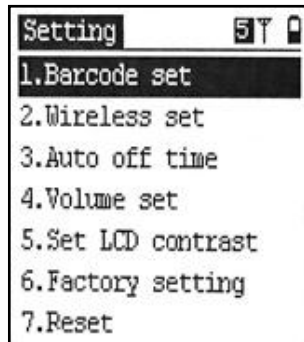 Setting 5
1.Barcode set
2.Wireless set
3.Auto off time
4.Volume set
5.Set LCD contrast
6.Factory setting
7.Reset